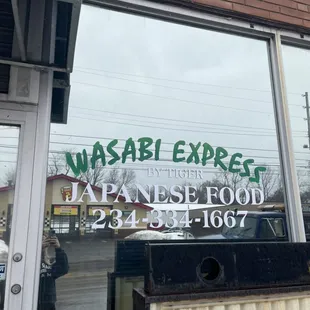 WASABI EXPRESS
BY TIGER
JAPANESE FOOD
234-334-1667